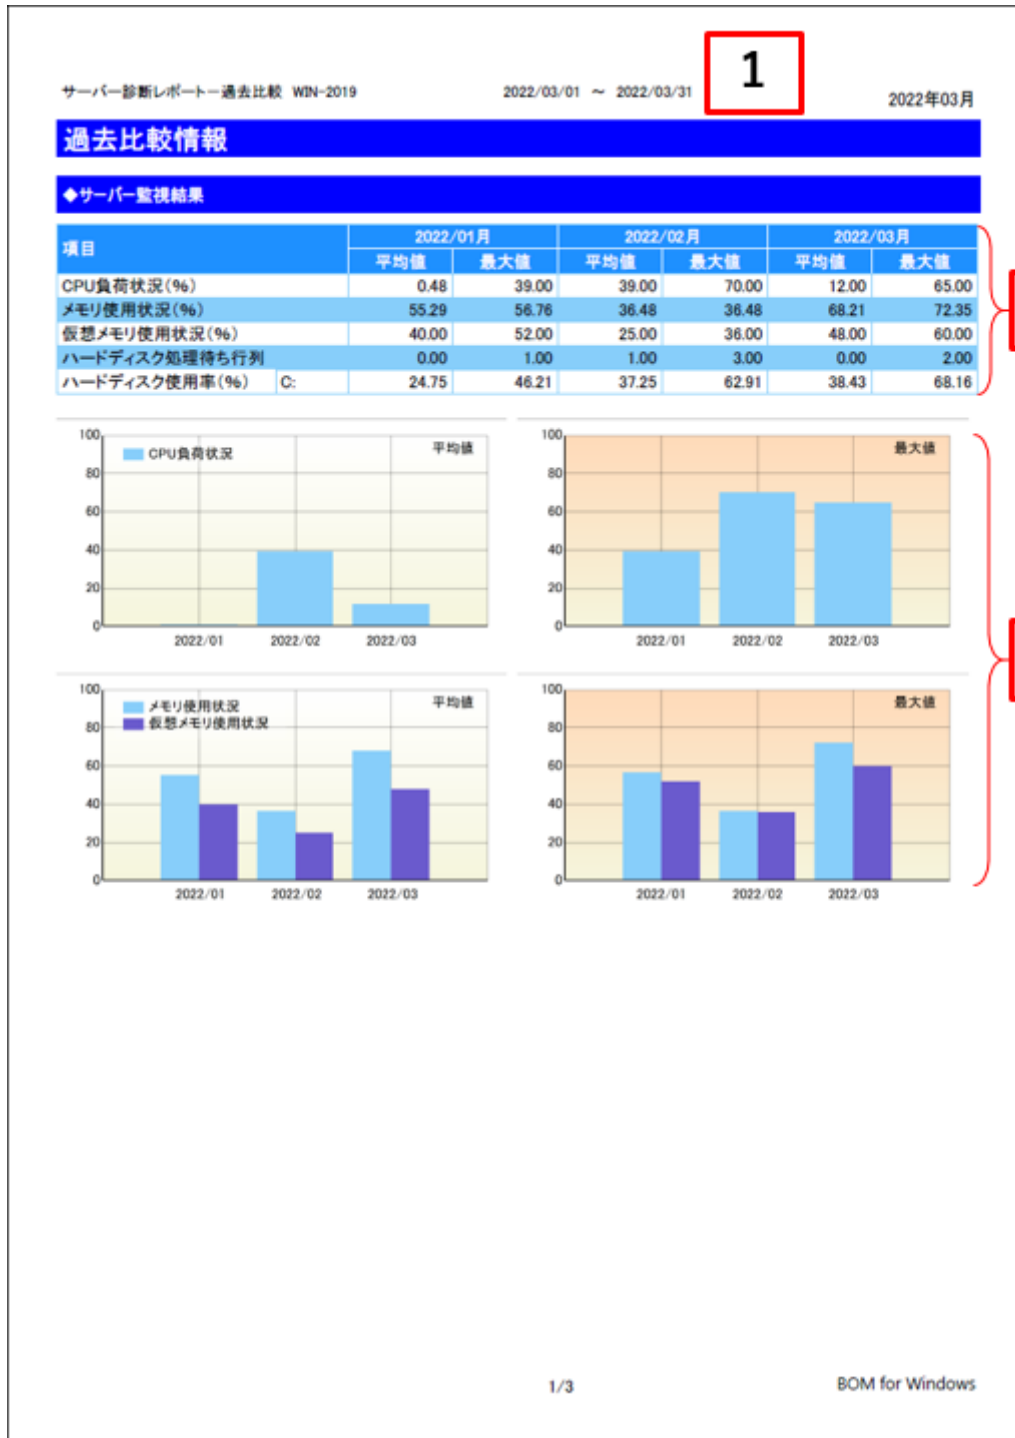 1
サーバー診断レポートー過去比較 WIN-2019 2022/03/01 ～ 2022/03/31 2022年03月
過去比較情報
◆サーバー監視結果
項目 2022/01月 2022/02月 2022/03月
平均値 最大値 平均値 最大値 平均値 最大値
CPU負荷状況(%) 0.48 39.00 39.00 70.00 12.00 65.00
メモリ使用状況(%) 55.29 56.76 36.48 36.48 68.21 72.35
仮想メモリ使用状況(%) 40.00 52.00 25.00 36.00 48.00 60.00
ハードディスク処理待ち行列 0.00 1.00 1.00 3.00 0.00 2.00
ハードディスク使用率(%) C: 24.75 46.21 37.25 62.91 38.43 68.16
CPU負荷状況 平均値
100
80
60
40
20
0
2022/01 2022/02 2022/03
最大値
100
80
60
40
20
0
2022/01 2022/02 2022/03
メモリ使用状況 平均値
仮想メモリ使用状況
100
80
60
40
20
0
2022/01 2022/02 2022/03
最大値
100
80
60
40
20
0
2022/01 2022/02 2022/03
1/3 BOM for Windows